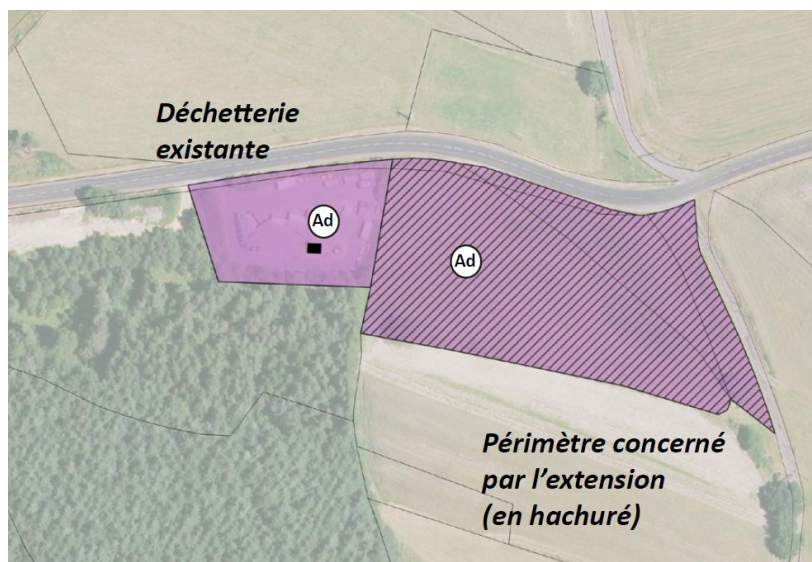 Déchetterie
existante
Ad
Ad
Périmètre concerné
par l’extension
(en hachuré)